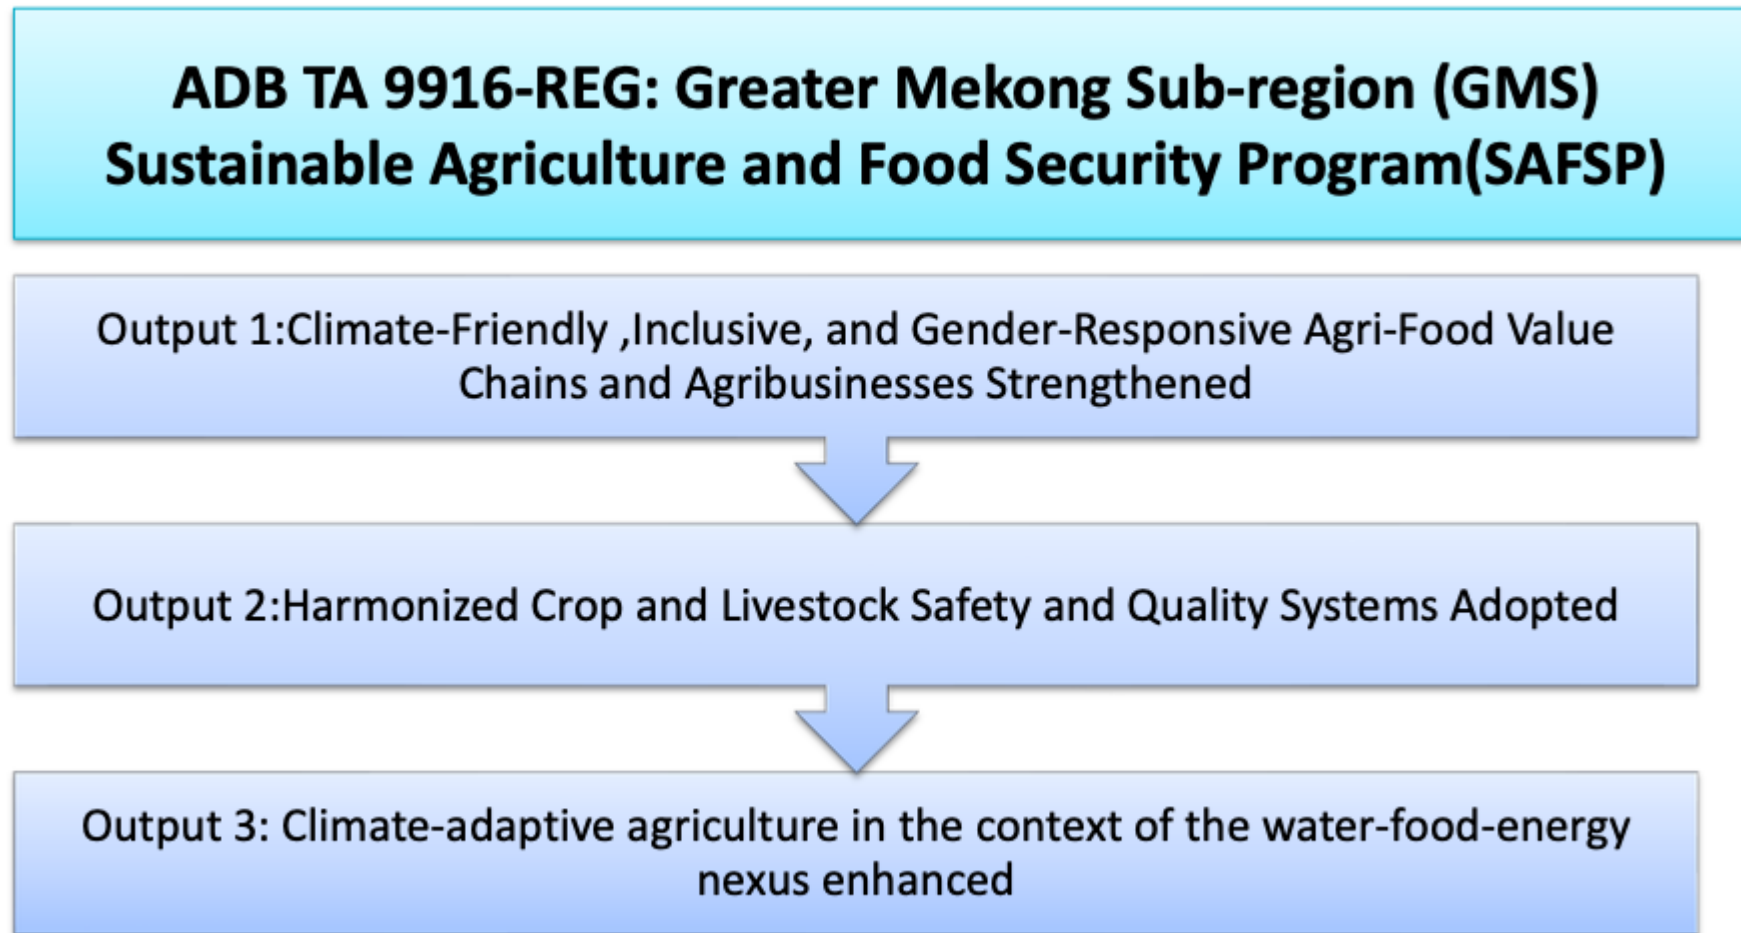 ADB TA 9916-REG: Greater Mekong Sub-region (GMS)
Sustainable Agriculture and Food Security Program(SAFSP)
Output 1:Climate-Friendly ,Inclusive, and Gender-Responsive Agri-Food Value
Chains and Agribusinesses Strengthened
Output 2:Harmonized Crop and Livestock Safety and Quality Systems Adopted
Output 3: Climate-adaptive agriculture in the context of the water-food-energy
nexus enhanced